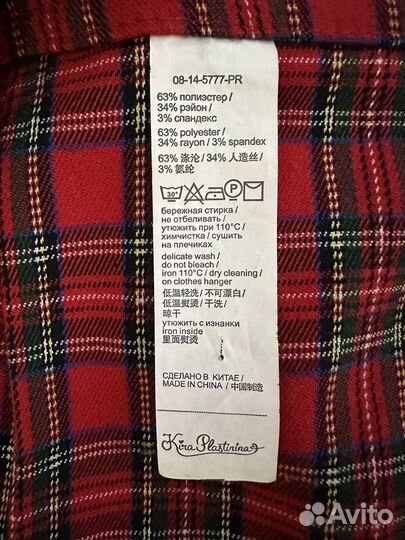 08-14-5777-PR
63% полиэстер /
34% рэйон /
3% спандекс
63% polyester /
34% rayon / 3% spandex
63% 涤沦 / 34% 人造丝 /
3% 氨纶
30°
P
бережная стирка /
не отбеливать /
утюжить при 110°C /
химчистка / сушить
на плечиках
delicate wash /
do not bleach /
iron 110°C / dry cleaning /
on clothes hanger
低温轻洗 / 不可漂白 /
低温熨烫 / 干洗 /
晾干
утюжить с изнанки
iron inside
里面熨烫
СДЕЛАНО В КИТАЕ /
MADE IN CHINA / 中国制造
Kira Plastinina
Avito